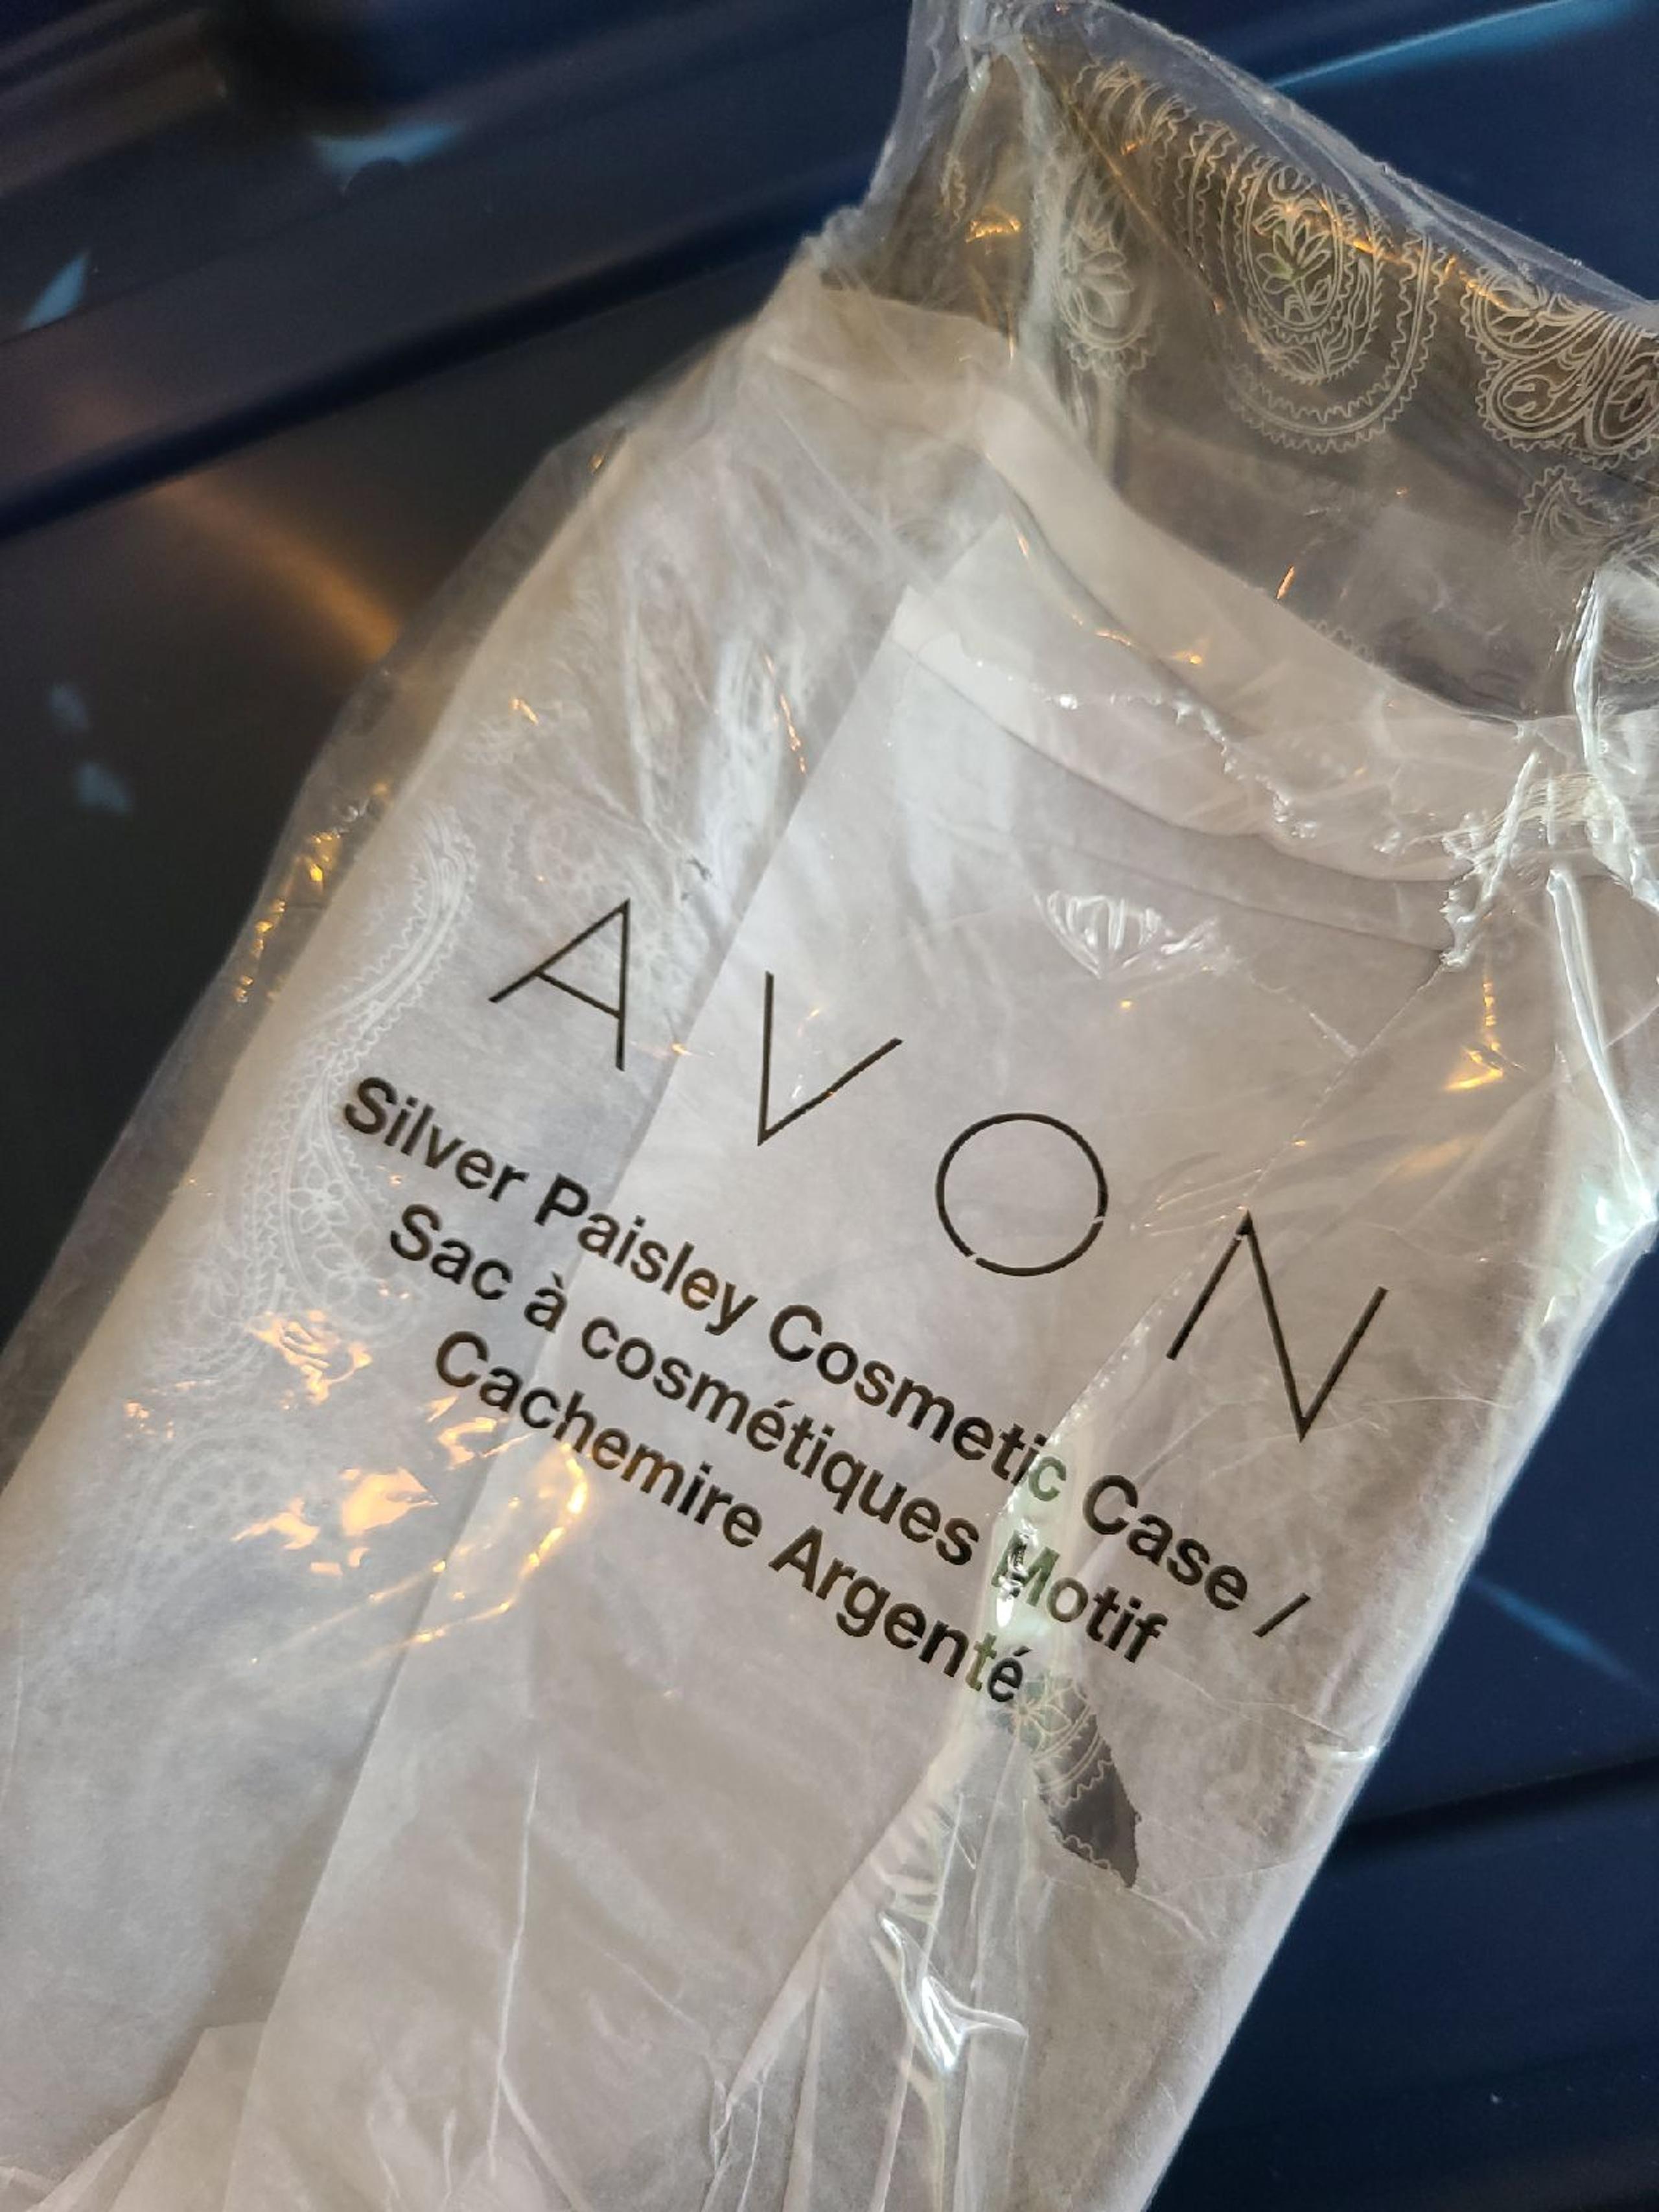 AVON
Silver Paisley Cosmetic Case /
Sac à cosmétiques Motif
Cachemire Argenté